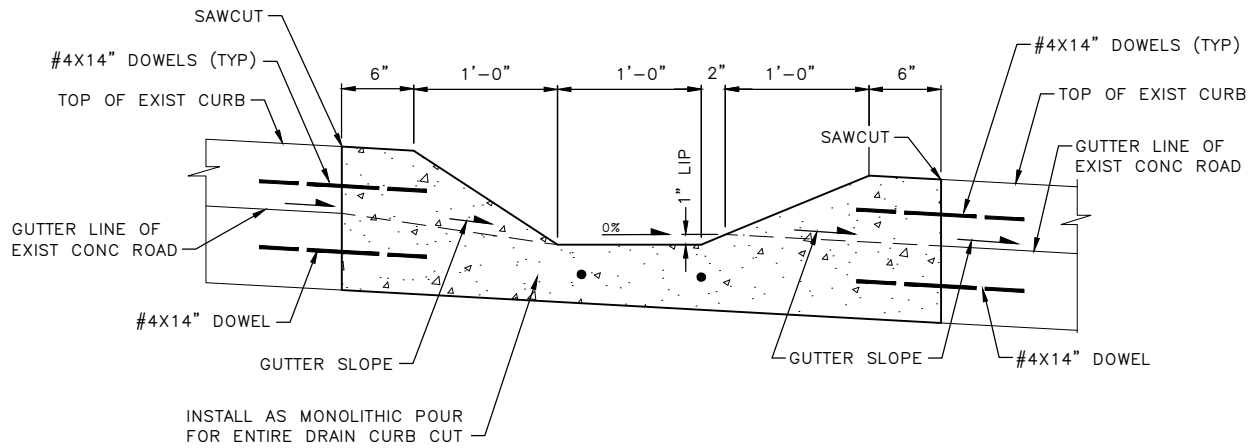 SAWCUT
#4X14" DOWELS (TYP)
TOP OF EXIST CURB
6"
1'-0"
1'-0"
2"
1'-0"
6"
#4X14" DOWELS (TYP)
TOP OF EXIST CURB
SAWCUT
GUTTER LINE OF
EXIST CONC ROAD
1" LIP
0%
GUTTER LINE OF
EXIST CONC ROAD
#4X14" DOWEL
GUTTER SLOPE
GUTTER SLOPE
#4X14" DOWEL
INSTALL AS MONOLITHIC POUR
FOR ENTIRE DRAIN CURB CUT